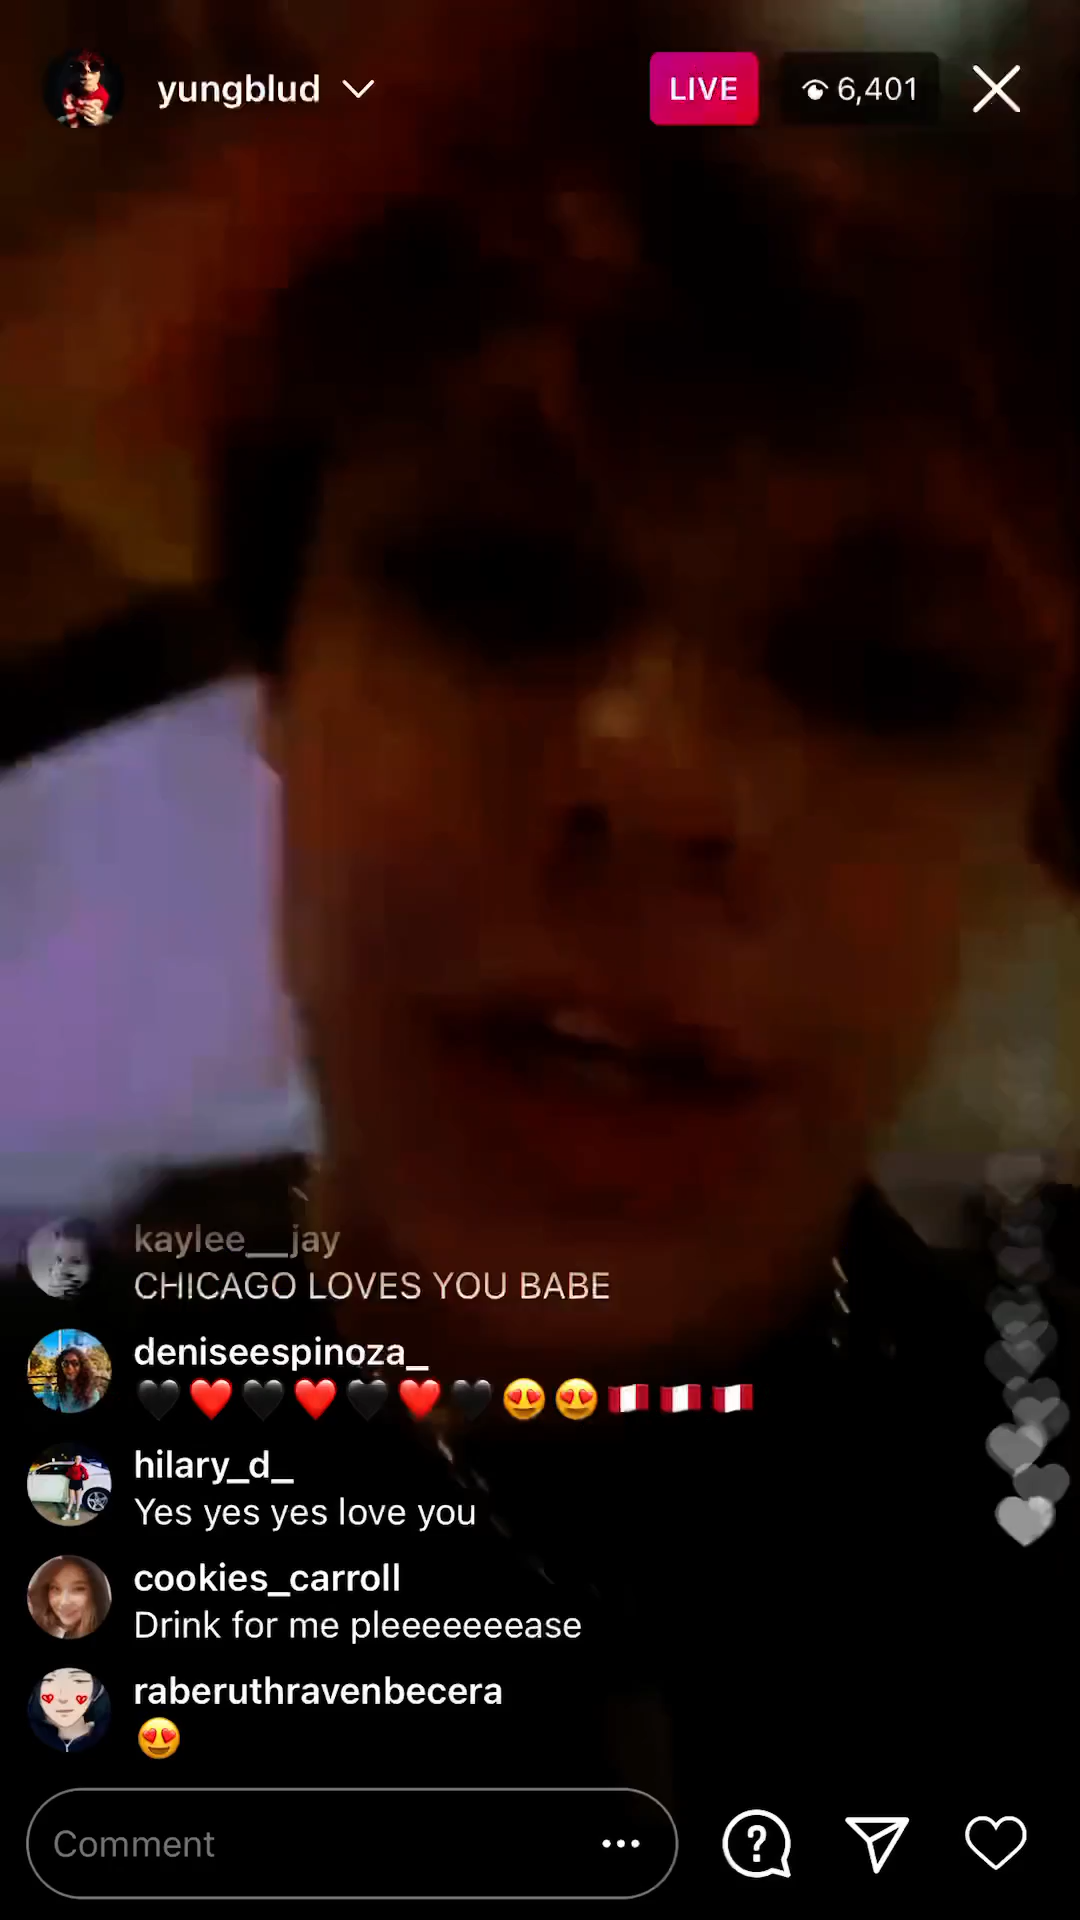 yungblud
LIVE
6,401
kaylee__jay
CHICAGO LOVES YOU BABE
deniseespinoza_
🖤❤️🖤❤️🖤❤️🖤😍😍🇵🇪🇵🇪🇵🇪
hilary_d_
Yes yes yes love you
cookies_carroll
Drink for me pleeeeeeease
raberuthravenbecera
😍
Comment